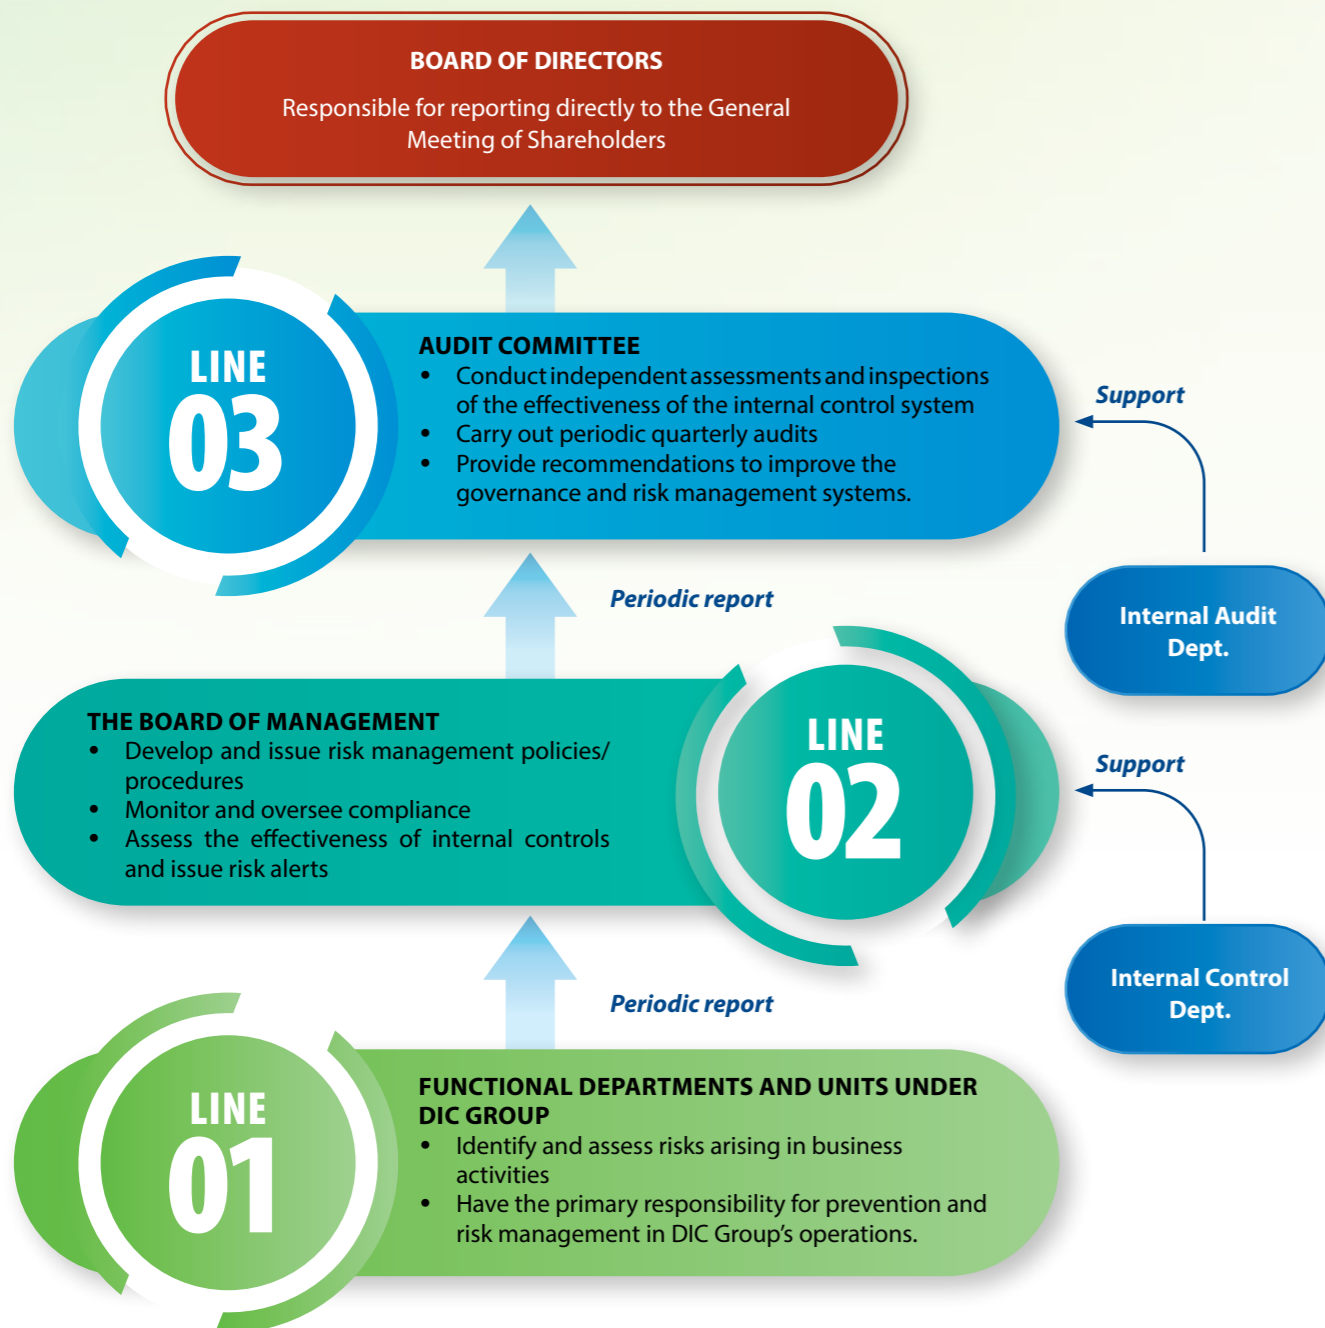 BOARD OF DIRECTORS
Responsible for reporting directly to the General
Meeting of Shareholders
LINE
03
AUDIT COMMITTEE
• Conduct independent assessments and inspections
of the effectiveness of the internal control system
• Carry out periodic quarterly audits
• Provide recommendations to improve the
governance and risk management systems.
Support
Internal Audit
Dept.
Periodic report
THE BOARD OF MANAGEMENT
• Develop and issue risk management policies/
procedures
• Monitor and oversee compliance
• Assess the effectiveness of internal controls
and issue risk alerts
LINE
02
Support
Internal Control
Dept.
Periodic report
LINE
01
FUNCTIONAL DEPARTMENTS AND UNITS UNDER
DIC GROUP
• Identify and assess risks arising in business
activities
• Have the primary responsibility for prevention and
risk management in DIC Group's operations.